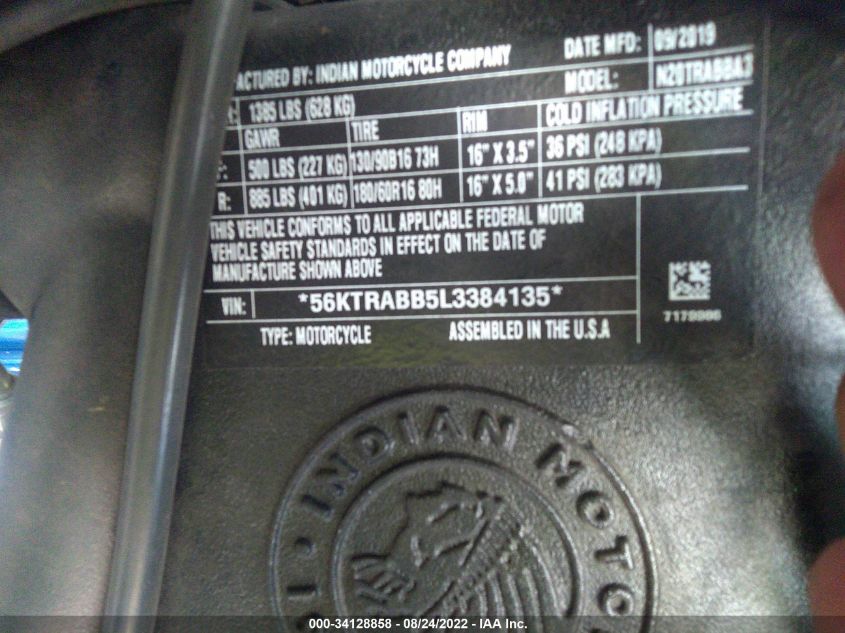 ACTURED BY: INDIAN MOTORCYCLE COMPANY DATE MFD: 09/2019
MODEL: N20TRABBA3
1385 LBS (628 KG)
GAWR TIRE RIM COLD INFLATION PRESSURE
F: 500 LBS (227 KG) 130/90B16 73H 16" X 3.5" 36 PSI (248 KPA)
R: 885 LBS (401 KG) 180/60R16 80H 16" X 5.0" 41 PSI (283 KPA)
THIS VEHICLE CONFORMS TO ALL APPLICABLE FEDERAL MOTOR
VEHICLE SAFETY STANDARDS IN EFFECT ON THE DATE OF
MANUFACTURE SHOWN ABOVE
VIN: *56KTRABB5L3384135*
7179986
TYPE: MOTORCYCLE ASSEMBLED IN THE U.S.A
INDIAN MOTO
000-34128858 - 08/24/2022 - IAA Inc.